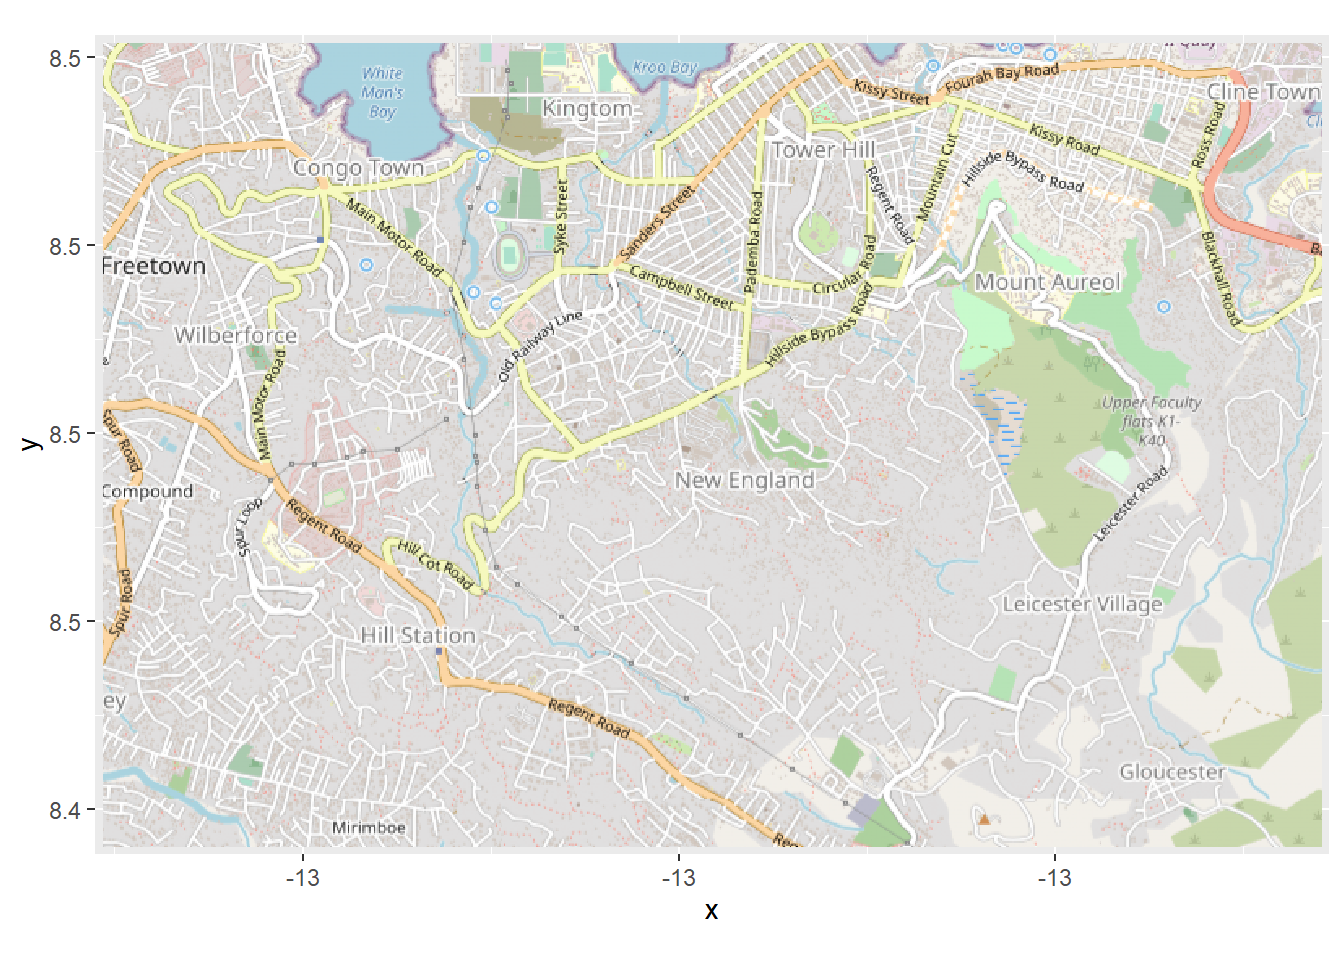 8.5
8.5
8.5
8.5
8.4
y
-13
-13
-13
x
White
Man's
Bay
Kroo Bay
Kingtom
Congo Town
Tower Hill
Kissy Street
Fourah Bay Road
Cline Town
Kissy Road
Ross Road
Hillside Bypass Road
Mountain Cut
Regent Road
Main Motor Road
Syke Street
Sanders Street
Pademba Road
Campbell Street
Circular Road
Blackhall Road
Freetown
Mount Aureol
Wilberforce
Old Railway Line
Hillside Bypass Road
Main Motor Road
Upper Faculty
flats K1-
K40
Spur Road
New England
Compound
Spur Loop
Regent Road
Leicester Road
Hill Cot Road
Spur Road
Leicester Village
Hill Station
ey
Regent Road
Gloucester
Mirimboe
Reg